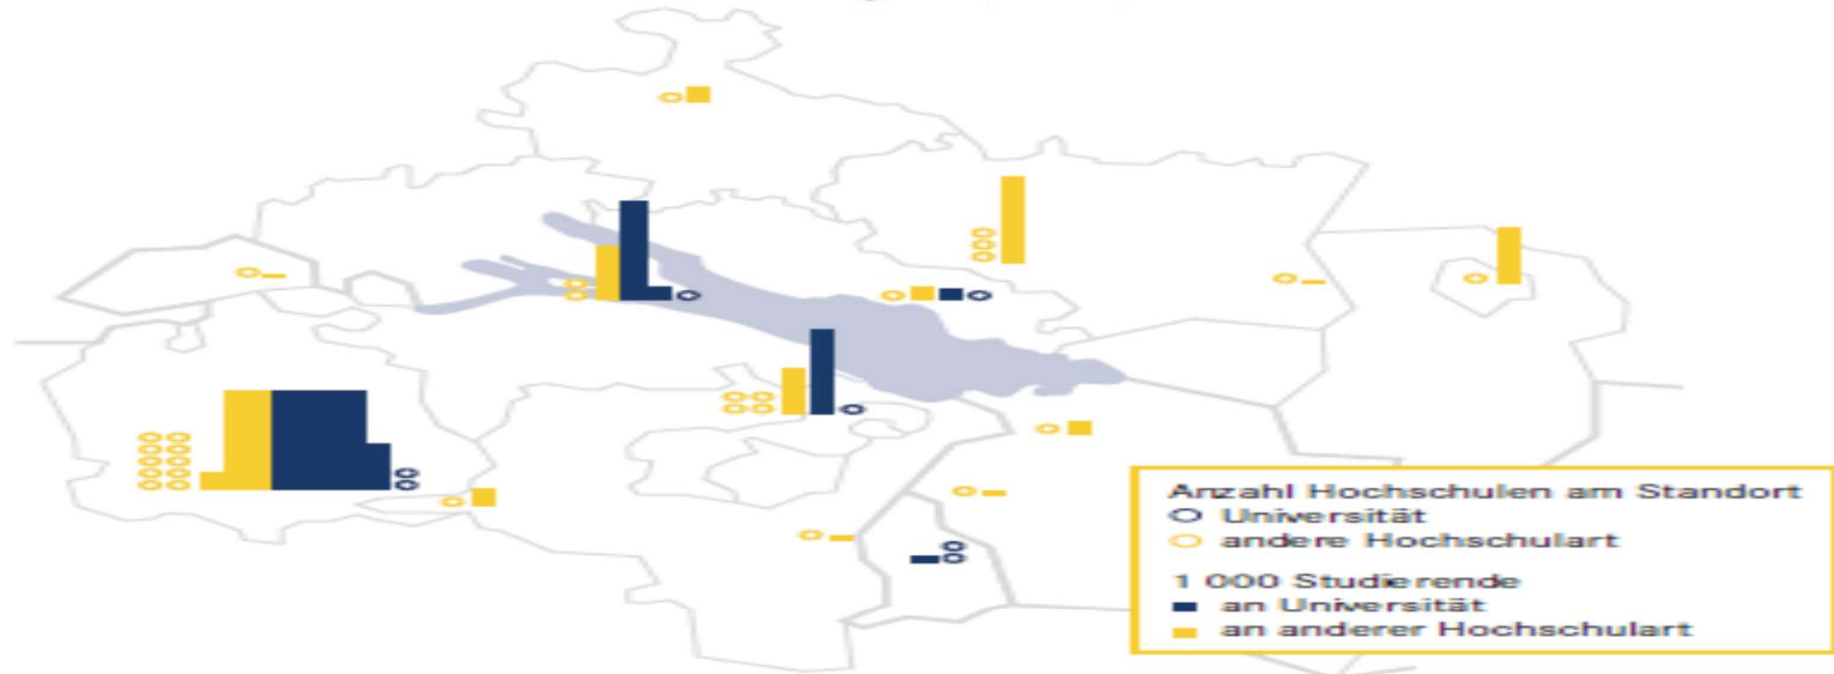 Anzahl Hochschulen am Standort
Universität
andere Hochschulart
1 000 Studierende
an Universität
an anderer Hochschulart